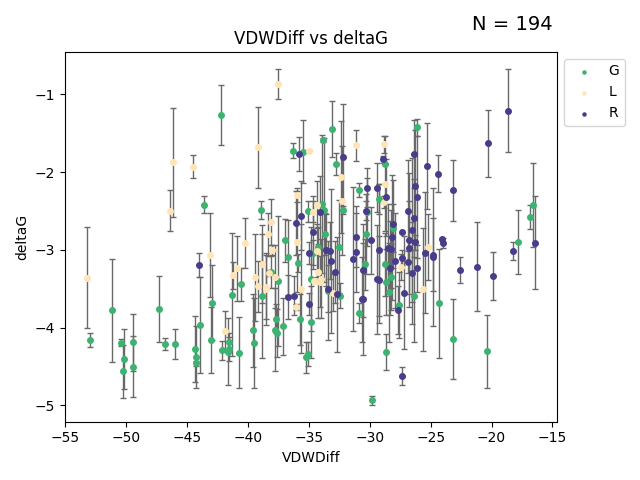 N = 194
VDWDiff vs deltaG
G
L
R
−1
−2
−3
−4
−5
deltaG
−55 −50 −45 −40 −35 −30 −25 −20 −15
VDWDiff